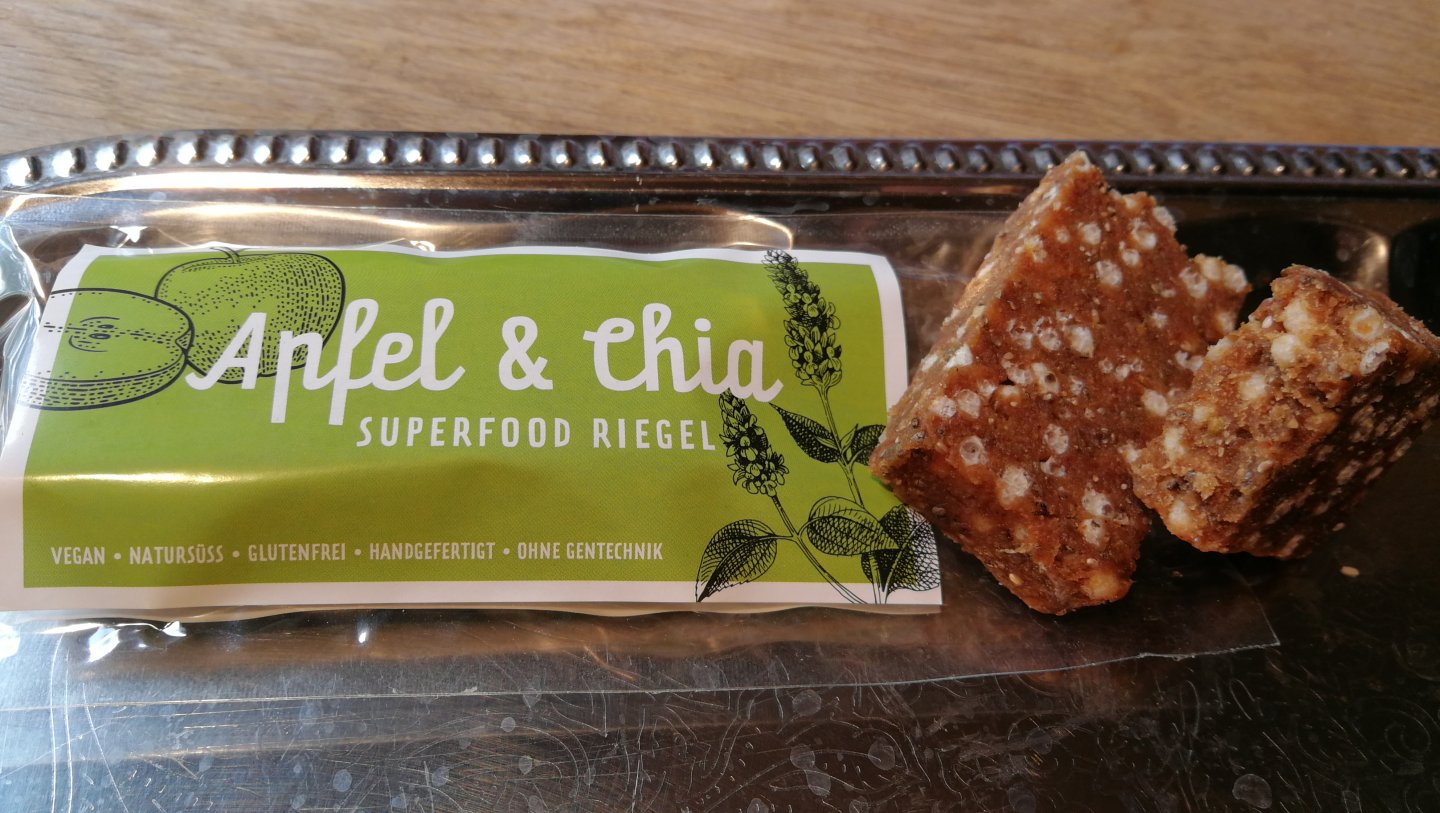 Apfel & Chia
SUPERFOOD RIEGEL
VEGAN • NATURSÜSS • GLUTENFREI • HANDGEFERTIGT • OHNE GENTECHNIK